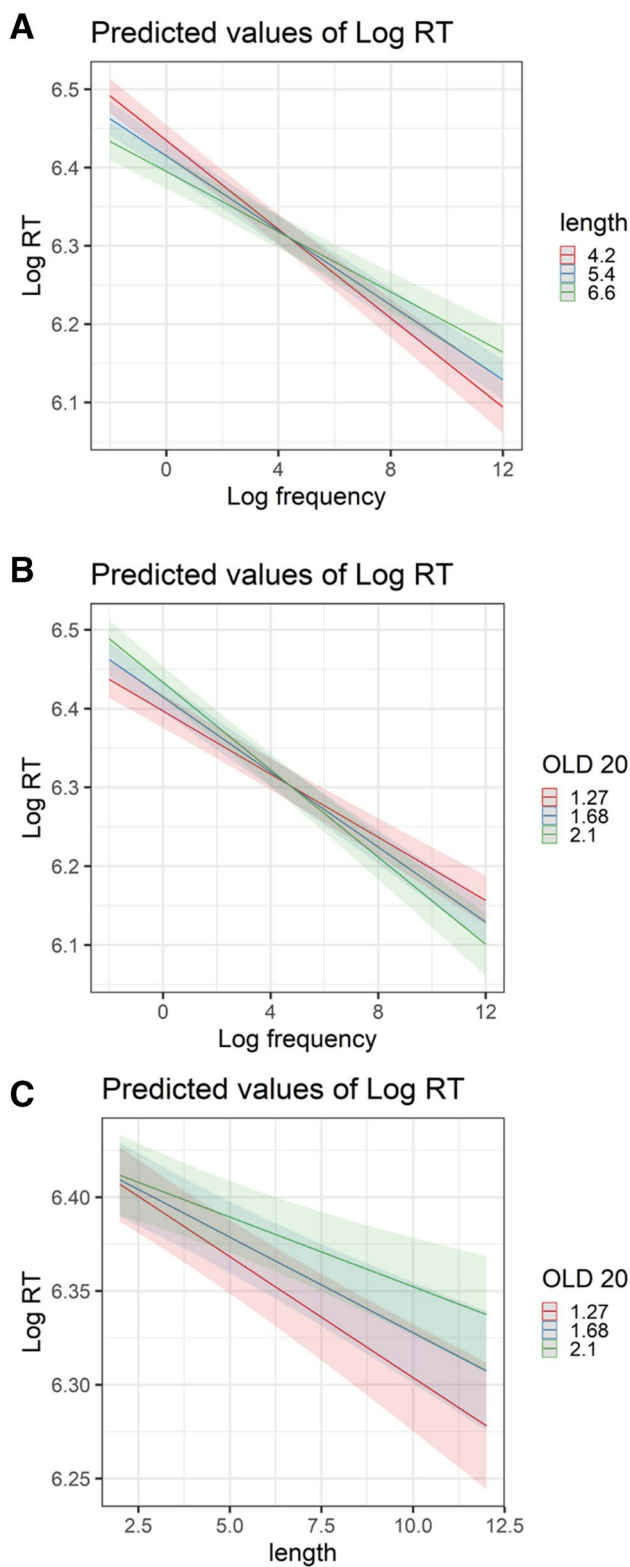 A
Predicted values of Log RT
6.5
6.4
6.3
6.2
6.1
Log RT
0 4 8 12
Log frequency
length
4.2
5.4
6.6
B
Predicted values of Log RT
6.5
6.4
6.3
6.2
6.1
Log RT
0 4 8 12
Log frequency
OLD 20
1.27
1.68
2.1
C
Predicted values of Log RT
6.40
6.35
6.30
6.25
Log RT
2.5 5.0 7.5 10.0 12.5
length
OLD 20
1.27
1.68
2.1